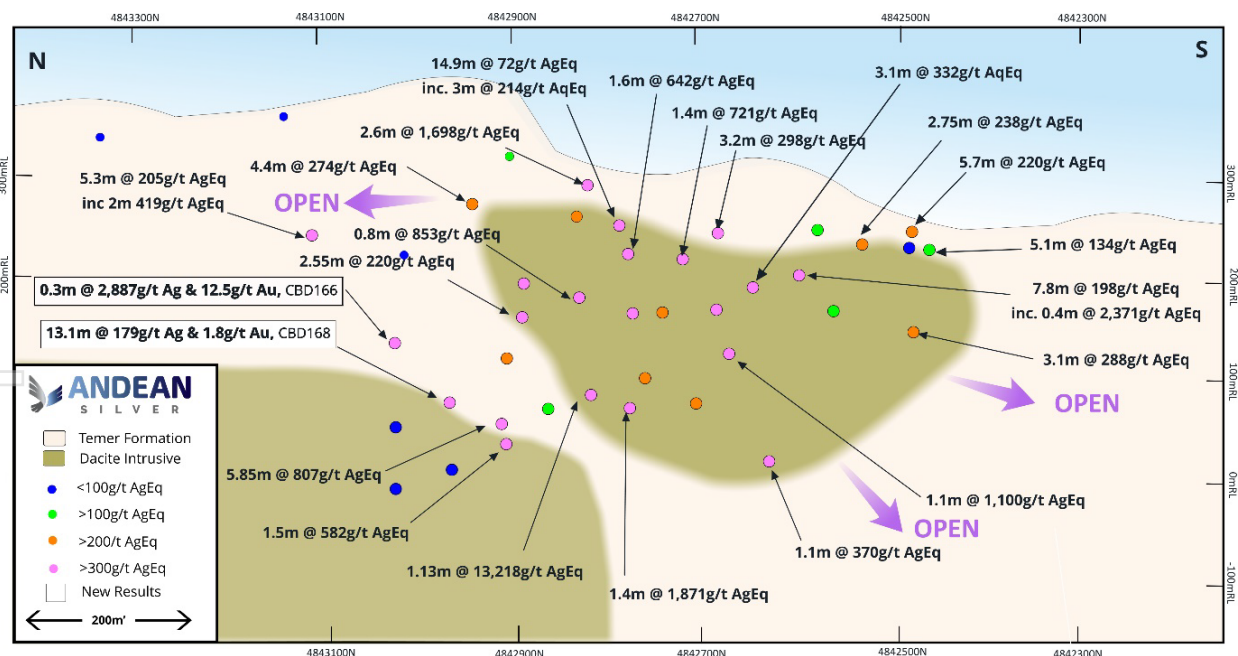 4843300N
4843100N
4842900N
4842700N
4842500N
4842300N
N
S
14.9m @ 72g/t AgEq
inc. 3m @ 214g/t AqEq
1.6m @ 642g/t AgEq
3.1m @ 332g/t AqEq
1.4m @ 721g/t AgEq
2.75m @ 238g/t AgEq
2.6m @ 1,698g/t AgEq
3.2m @ 298g/t AgEq
5.7m @ 220g/t AgEq
4.4m @ 274g/t AgEq
300mRL
300mRL
5.3m @ 205g/t AgEq
inc 2m 419g/t AgEq
OPEN
0.8m @ 853g/t AgEq
5.1m @ 134g/t AgEq
2.55m @ 220g/t AgEq
200mRL
200mRL
0.3m @ 2,887g/t Ag & 12.5g/t Au, CBD166
7.8m @ 198g/t AgEq
inc. 0.4m @ 2,371g/t AgEq
13.1m @ 179g/t Ag & 1.8g/t Au, CBD168
3.1m @ 288g/t AgEq
100mRL
ANDEAN
SILVER
OPEN
Temer Formation
Dacite Intrusive
<100g/t AgEq
>100g/t AgEq
>200/t AgEq
>300g/t AgEq
New Results
200m'
5.85m @ 807g/t AgEq
0mRL
1.1m @ 1,100g/t AgEq
1.5m @ 582g/t AgEq
OPEN
1.1m @ 370g/t AgEq
1.13m @ 13,218g/t AgEq
1.4m @ 1,871g/t AgEq
-100mRL
4843100N
4842900N
4842700N
4842500N
4842300N